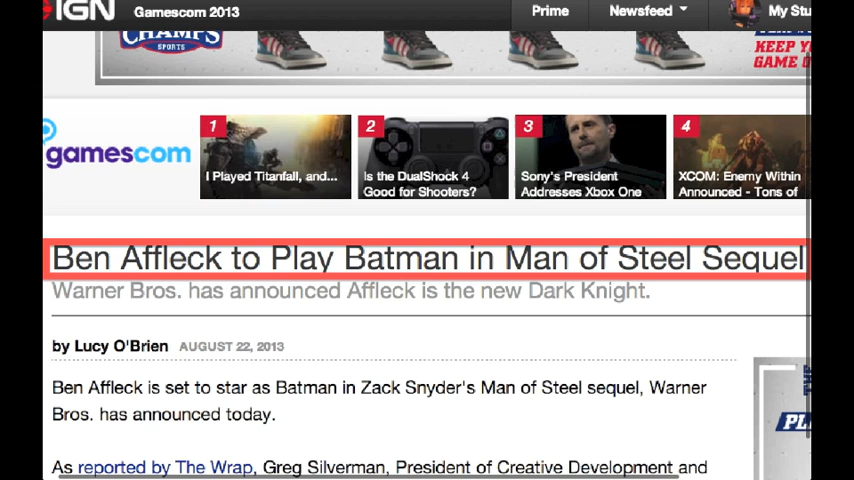 IGN Gamescom 2013 Prime Newsfeed
CHAMPS
SPORTS
KEEP
GAME
gamescom
1 2 3 4
I Played Titanfall, and...
Is the DualShock 4
Good for Shooters?
Sony's President
Addresses Xbox One
XCOM: Enemy Within
Announced - Tons of
Ben Affleck to Play Batman in Man of Steel Sequel
Warner Bros. has announced Affleck is the new Dark Knight.
by Lucy O'Brien AUGUST 22, 2013
Ben Affleck is set to star as Batman in Zack Snyder's Man of Steel sequel, Warner
Bros. has announced today.
As reported by The Wrap, Greg Silverman, President of Creative Development and